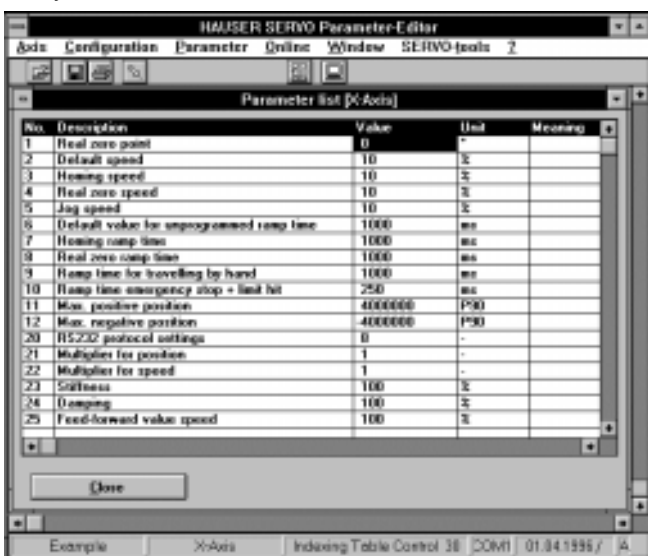 HAUSER SERVO Parameter-Editor
Axis Configuration Parameter Online Window SERVO-tools ?
Parameter list [X-Axis]
No. Description Value Unit Meaning
1 Real zero point 0 "
2 Default speed 10 %
3 Homing speed 10 %
4 Real zero speed 10 %
5 Jog speed 10 %
6 Default value for unprogrammed ramp time 1000 ms
7 Homing ramp time 1000 ms
8 Real zero ramp time 1000 ms
9 Ramp time for travelling by hand 1000 ms
10 Ramp time emergency stop + limit hit 250 ms
11 Max. positive position 4000000 P90
12 Max. negative position -4000000 P90
20 RS232 protocol settings 0 -
21 Multiplier for position 1 -
22 Multiplier for speed 1 -
23 Stiffness 100 %
24 Damping 100 %
25 Feed-forward value speed 100 %
Close
Example X-Axis Indexing Table Control 38 COM1 01.04.1996 / A